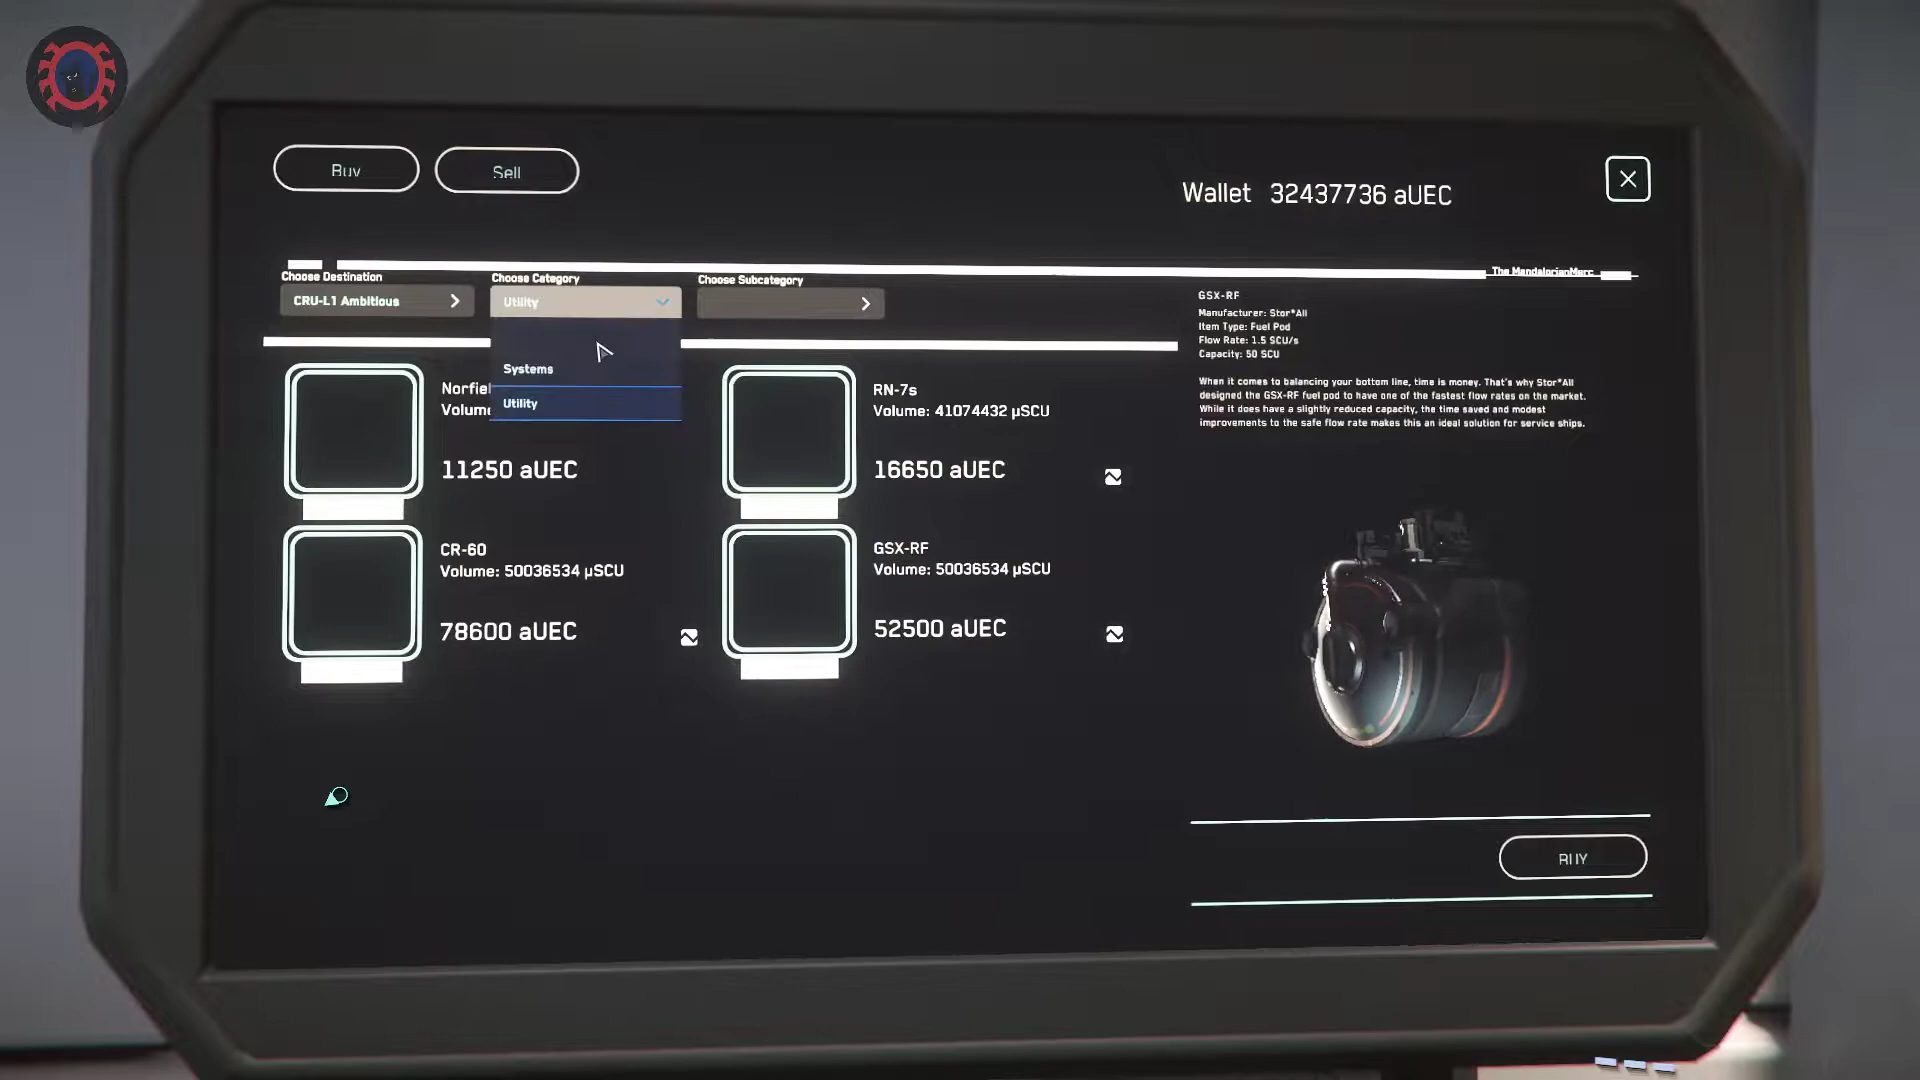 Buy
Sell
Wallet 32437736 aUEC
The MandalorianMerc
Choose Destination
CRU-L1 Ambitious
Choose Category
Utility
Choose Subcategory
Systems
Utility
Norfiel
Volume
11250 aUEC
RN-7s
Volume: 41074432 µSCU
16650 aUEC
CR-60
Volume: 50036534 µSCU
78600 aUEC
GSX-RF
Volume: 50036534 µSCU
52500 aUEC
GSX-RF
Manufacturer: Stor*All
Item Type: Fuel Pod
Flow Rate: 1.5 SCU/s
Capacity: 50 SCU
When it comes to balancing your bottom line, time is money. That's why Stor*All
designed the GSX-RF fuel pod to have one of the fastest flow rates on the market.
While it does have a slightly reduced capacity, the time saved and modest
improvements to the safe flow rate makes this an ideal solution for service ships.
BUY